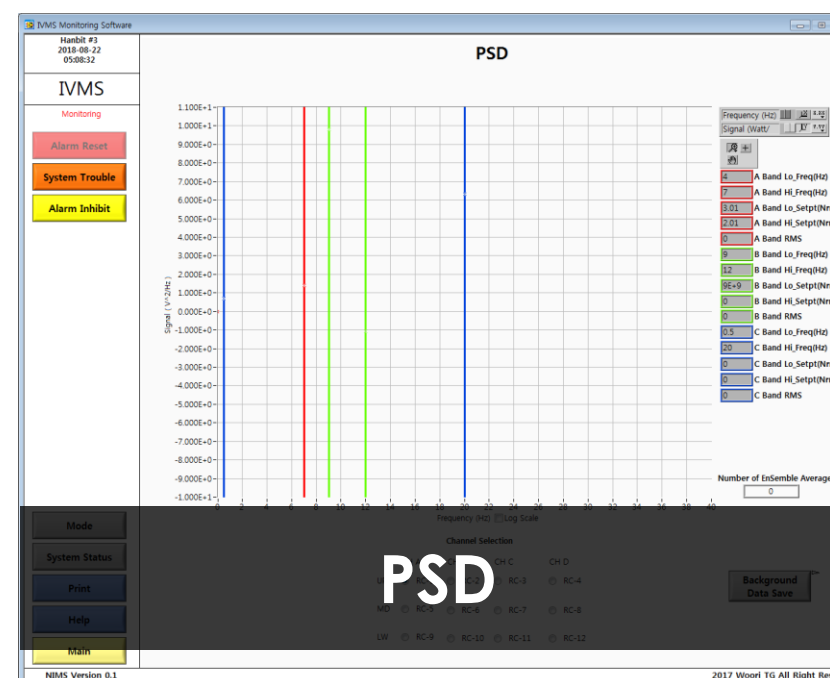 IVMS Monitoring Software
Hanbit #3
2018-08-22
05:08:32
IVMS
Monitoring
Alarm Reset
System Trouble
Alarm Inhibit
PSD
1.100E+1
1.000E+1
9.000E+0
8.000E+0
7.000E+0
6.000E+0
5.000E+0
4.000E+0
3.000E+0
2.000E+0
1.000E+0
0.000E+0
-1.000E+0
-2.000E+0
-3.000E+0
-4.000E+0
-5.000E+0
-6.000E+0
-7.000E+0
-8.000E+0
-9.000E+0
-1.000E+1
Signal ( V^2/Hz )
0 2 4 6 8 10 12 14 16 18 20 22 24 26 28 30 32 34 36 38 40
Frequency (Hz) Log Scale
Frequency (Hz)
Signal (Watt/
4 A Band Lo_Freq(Hz)
7 A Band Hi_Freq(Hz)
3.01 A Band Lo_Setpt(Nm
2.01 A Band Hi_Setpt(Nm
0 A Band RMS
9 B Band Lo_Freq(Hz)
12 B Band Hi_Freq(Hz)
9E+9 B Band Lo_Setpt(Nm
0 B Band Hi_Setpt(Nm
0 B Band RMS
0.5 C Band Lo_Freq(Hz)
20 C Band Hi_Freq(Hz)
0 C Band Lo_Setpt(Nm
0 C Band Hi_Setpt(Nm
0 C Band RMS
Number of EnSemble Average
0
Channel Selection
CH C CH D
RC-2 RC-3 RC-4
MD RC-5 RC-6 RC-7 RC-8
LW RC-9 RC-10 RC-11 RC-12
PSD
Background
Data Save
Mode
System Status
Print
Help
Main
NIMS Version 0.1
2017 Woori TG All Right Res